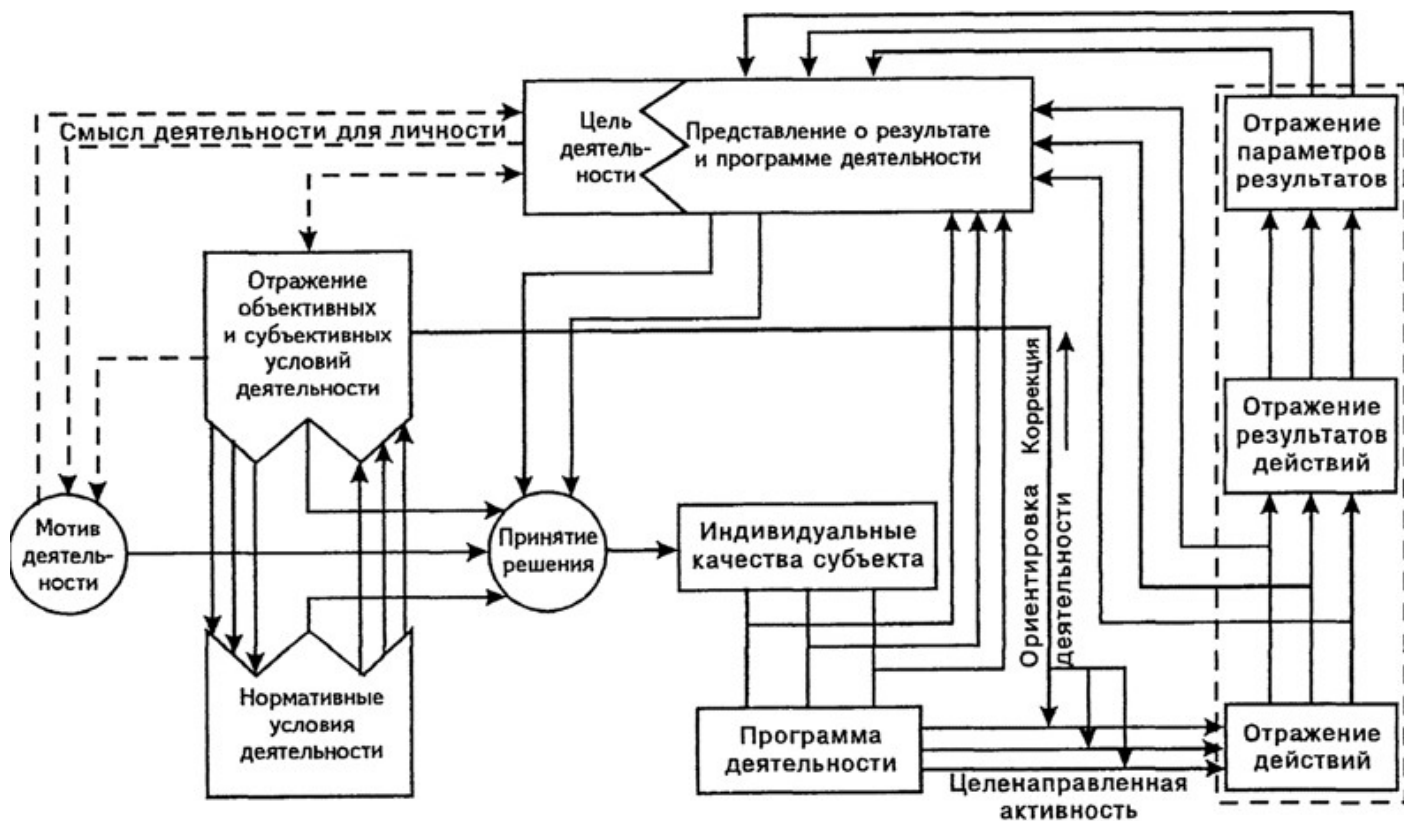 Смысл деятельности для личности
Цель
деятель-
ности
Представление о результате
и программе деятельности
Отражение
параметров
результатов
Отражение
объективных
и субъективных
условий
деятельности
Ориентировка Коррекция
деятельности
Отражение
результатов
действий
Мотив
деятель-
ности
Принятие
решения
Индивидуальные
качества субъекта
Нормативные
условия
деятельности
Программа
деятельности
Целенаправленная
активность
Отражение
действий